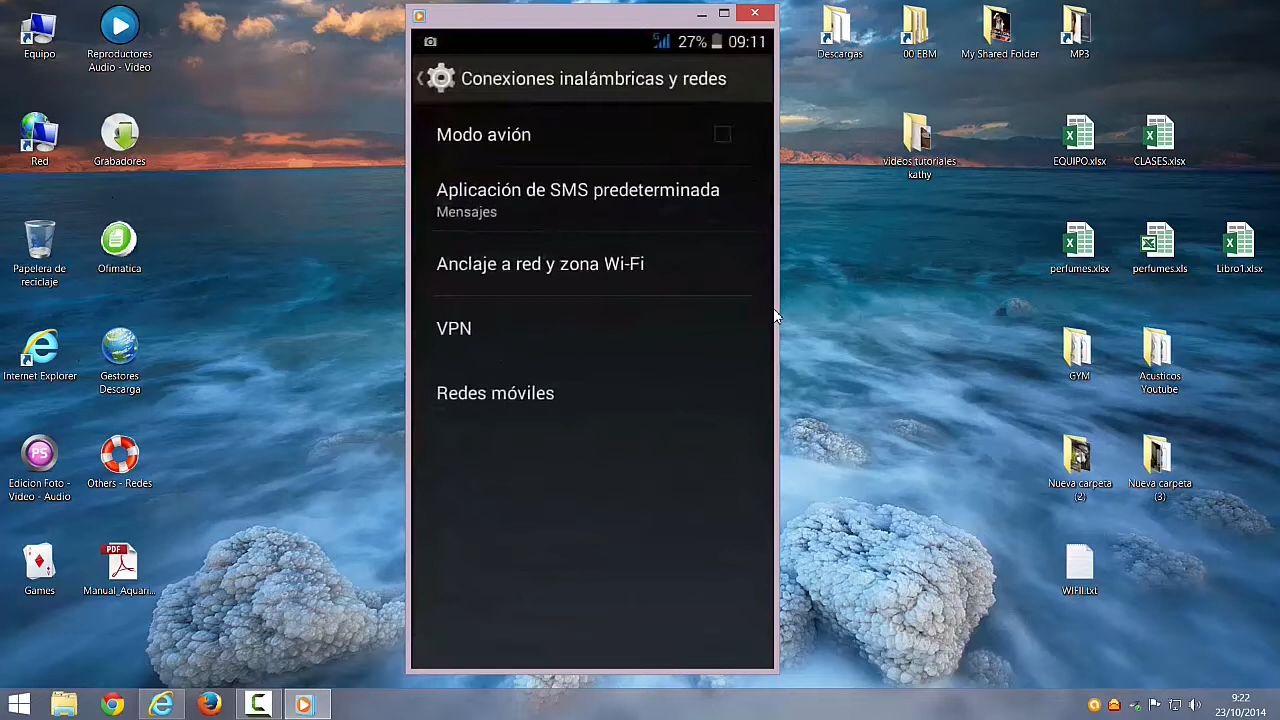 Equipo
Reproductores
Audio - Video
Descargas
00 EBM
My Shared Folder
MP3
27% 09:11
Conexiones inalámbricas y redes
Modo avión
Aplicación de SMS predeterminada
Mensajes
Anclaje a red y zona Wi-Fi
VPN
Redes móviles
Red
Grabadores
videos tutoriales
kathy
EQUIPO.xlsx
CLASES.xlsx
Papelera de
reciclaje
Ofimatica
perfumes.xlsx
perfumes.xls
Libro1.xlsx
Internet Explorer
Gestores
Descarga
GYM
Acusticos
Youtube
PS
Edicion Foto -
Video - Audio
Others - Redes
Nueva carpeta
(2)
Nueva carpeta
(3)
Games
PDF
Manual_Aquari...
WIFII.txt
9:22
23/10/2014